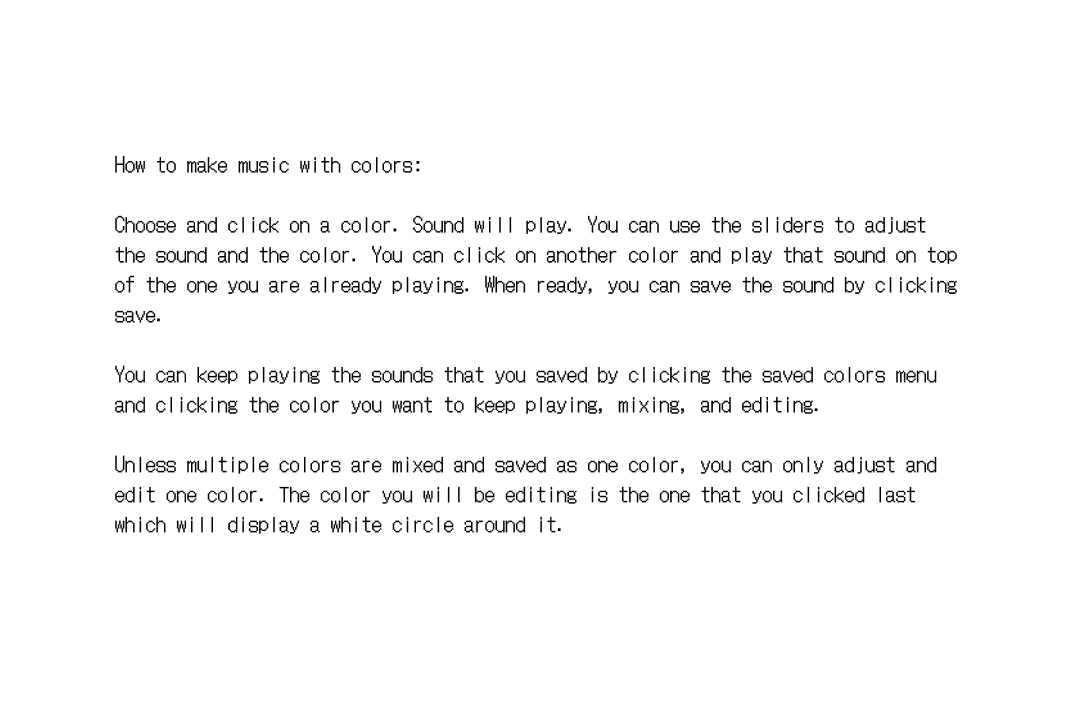 How to make music with colors:
Choose and click on a color. Sound will play. You can use the sliders to adjust
the sound and the color. You can click on another color and play that sound on top
of the one you are already playing. When ready, you can save the sound by clicking
save.
You can keep playing the sounds that you saved by clicking the saved colors menu
and clicking the color you want to keep playing, mixing, and editing.
Unless multiple colors are mixed and saved as one color, you can only adjust and
edit one color. The color you will be editing is the one that you clicked last
which will display a white circle around it.